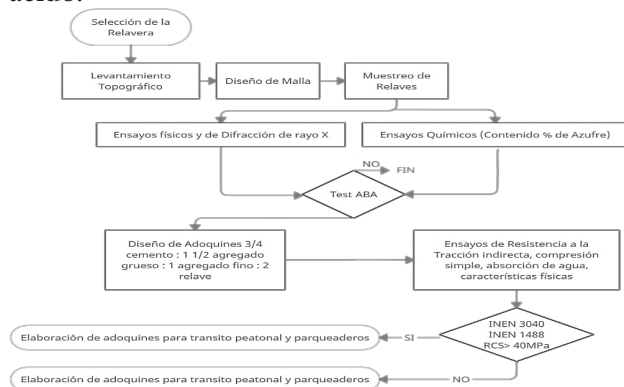 ácido.
Selección de la
Relavera
Levantamiento
Topográfico
Diseño de Malla
Muestreo de
Relaves
Ensayos físicos y de Difracción de rayo X
Ensayos Químicos (Contenido % de Azufre)
NO
FIN
Test ABA
Diseño de Adoquines 3/4
cemento : 1 1/2 agregado
grueso : 1 agregado fino : 2
relave
Ensayos de Resistencia a la
Tracción indirecta, compresión
simple, absorción de agua,
características físicas
INEN 3040
INEN 1488
RCS> 40MPa
SI
Elaboración de adoquines para transito peatonal y parqueaderos
NO
Elaboración de adoquines para transito peatonal y parqueaderos